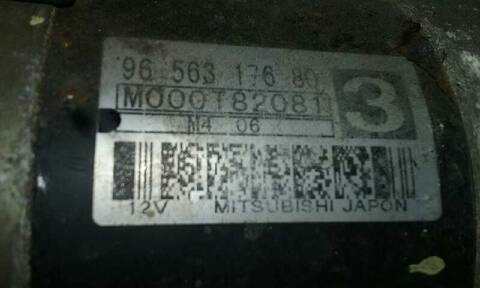 96 563 176 80
3
M000T82081
M4 06
12V MITSUBISHI JAPON